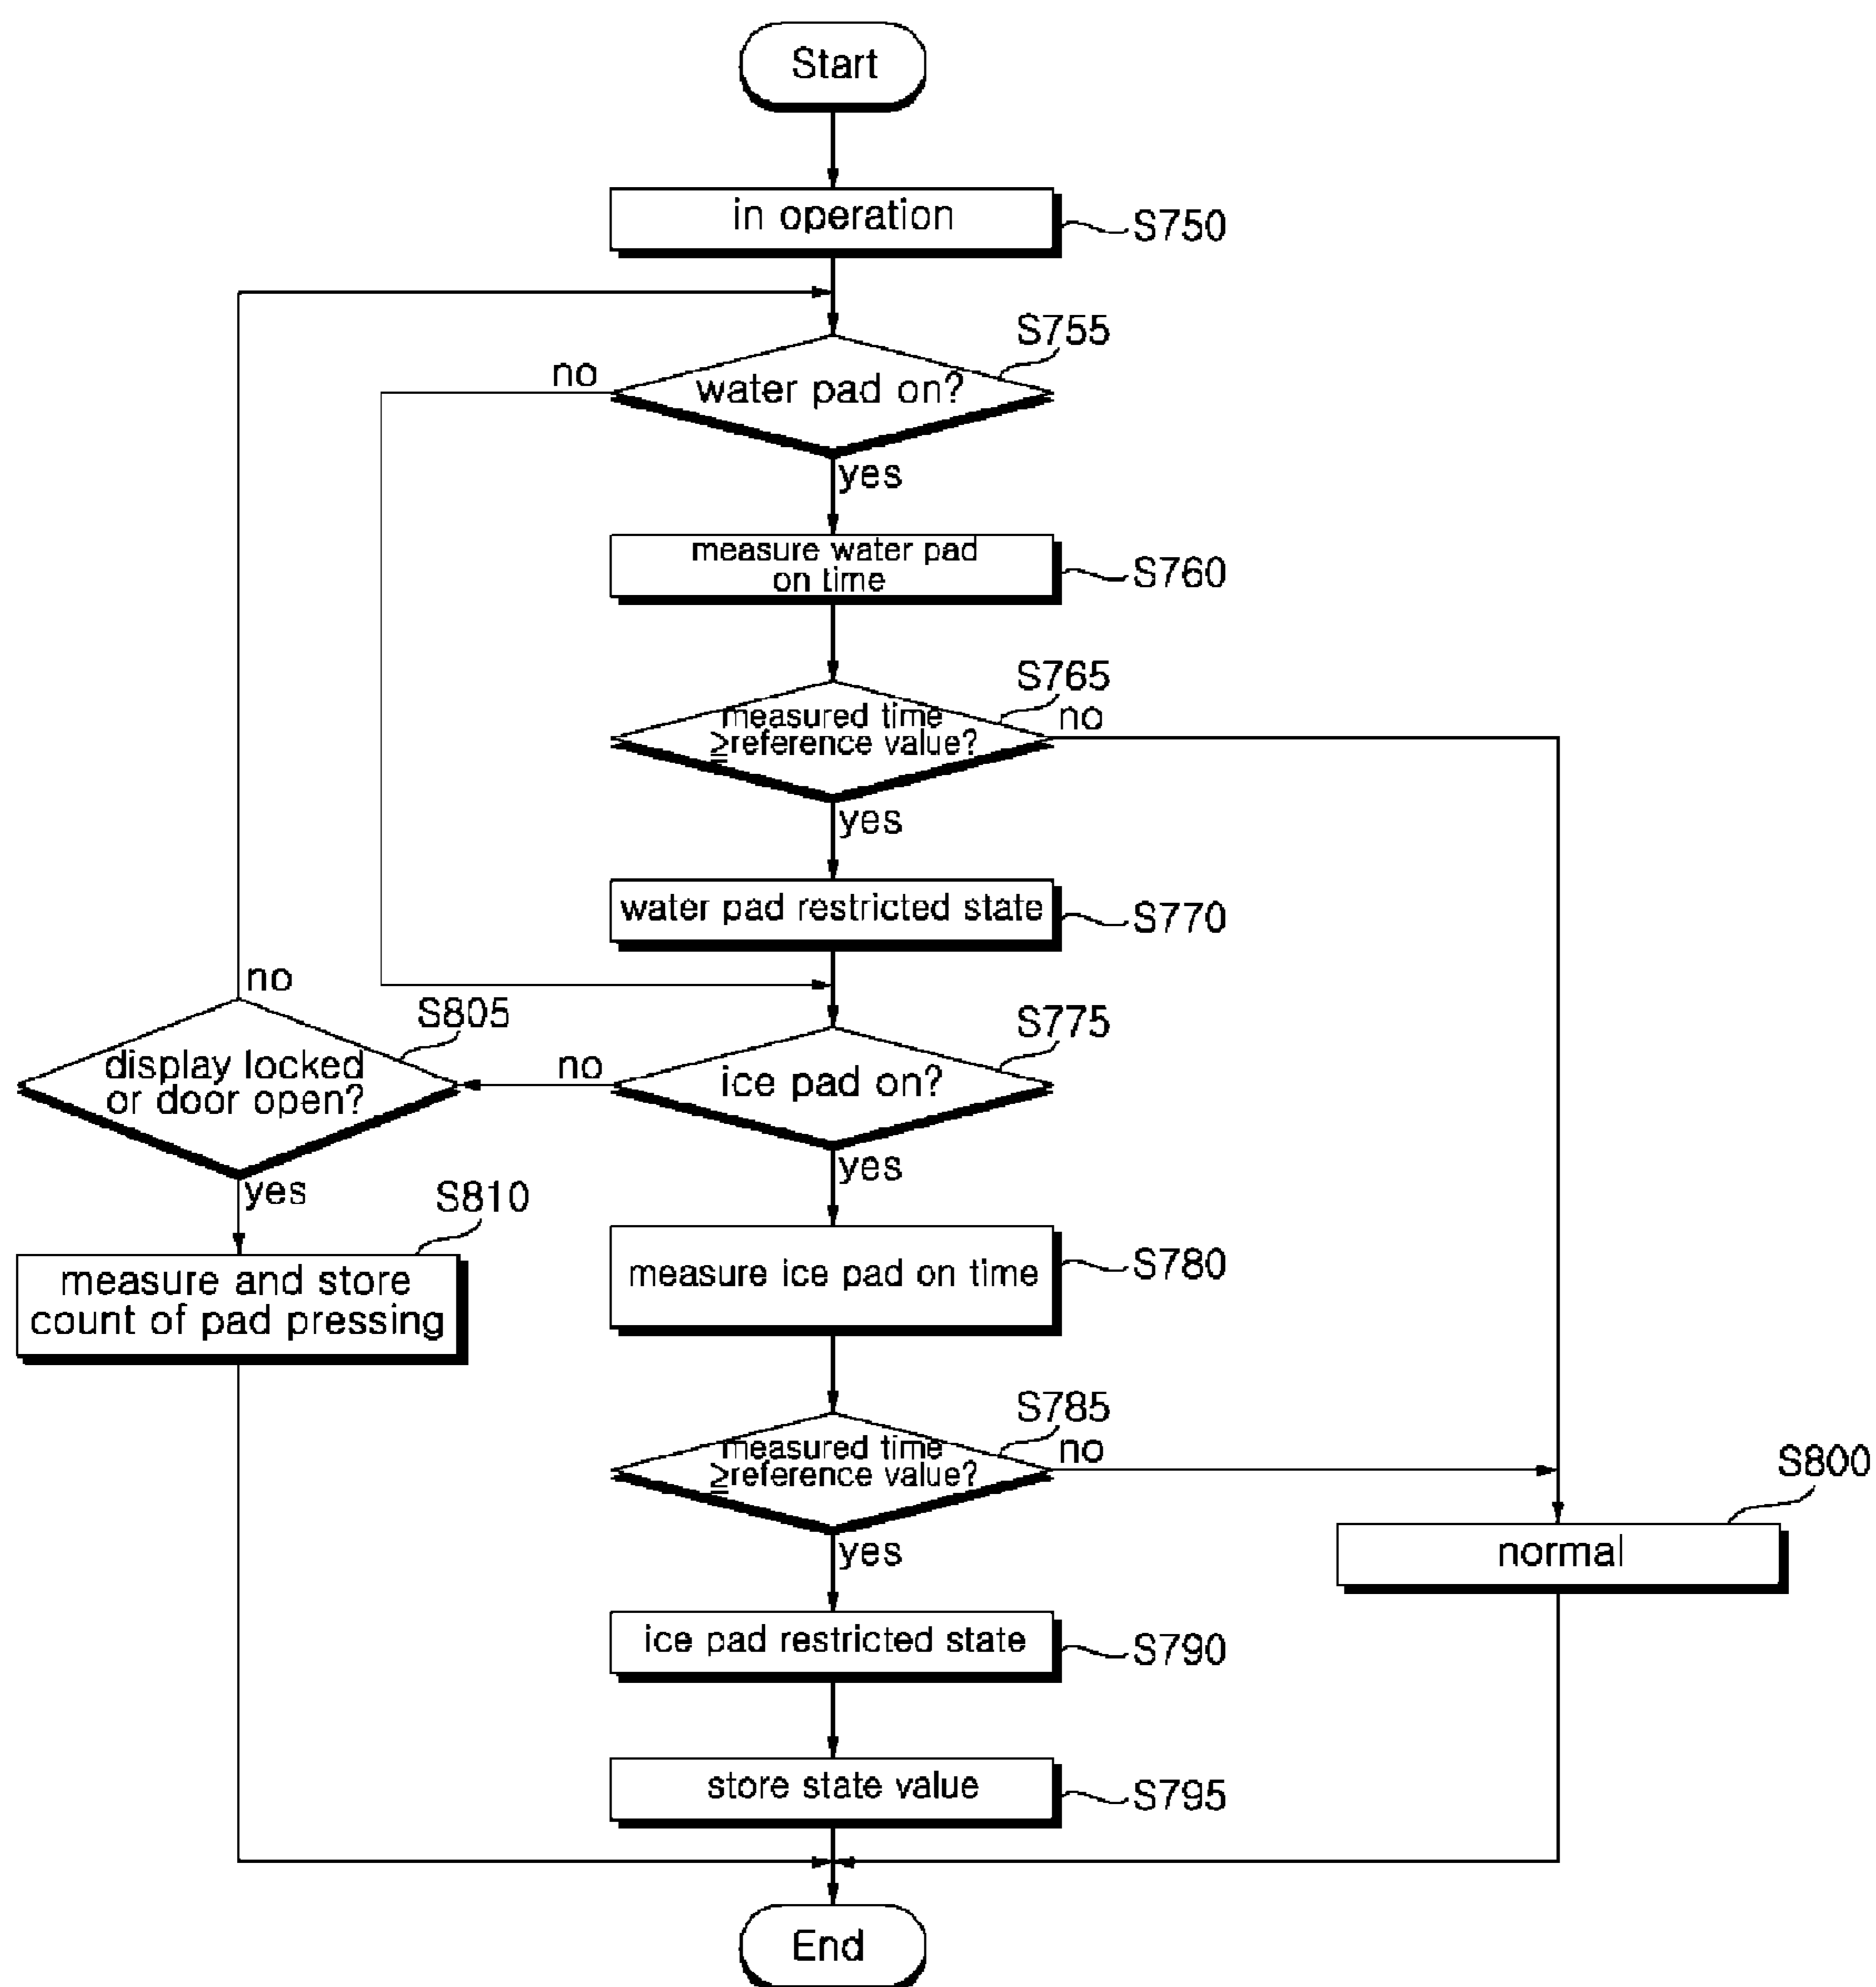 Start
in operation
S750
S755
no
water pad on?
yes
measure water pad
on time
S760
S765
measured time
≥reference value?
no
yes
water pad restricted state
S770
no
S805
display locked
or door open?
no
S775
ice pad on?
yes
yes
S810
measure and store
count of pad pressing
measure ice pad on time
S780
S785
measured time
≥reference value?
no
S800
normal
yes
ice pad restricted state
S790
store state value
S795
End